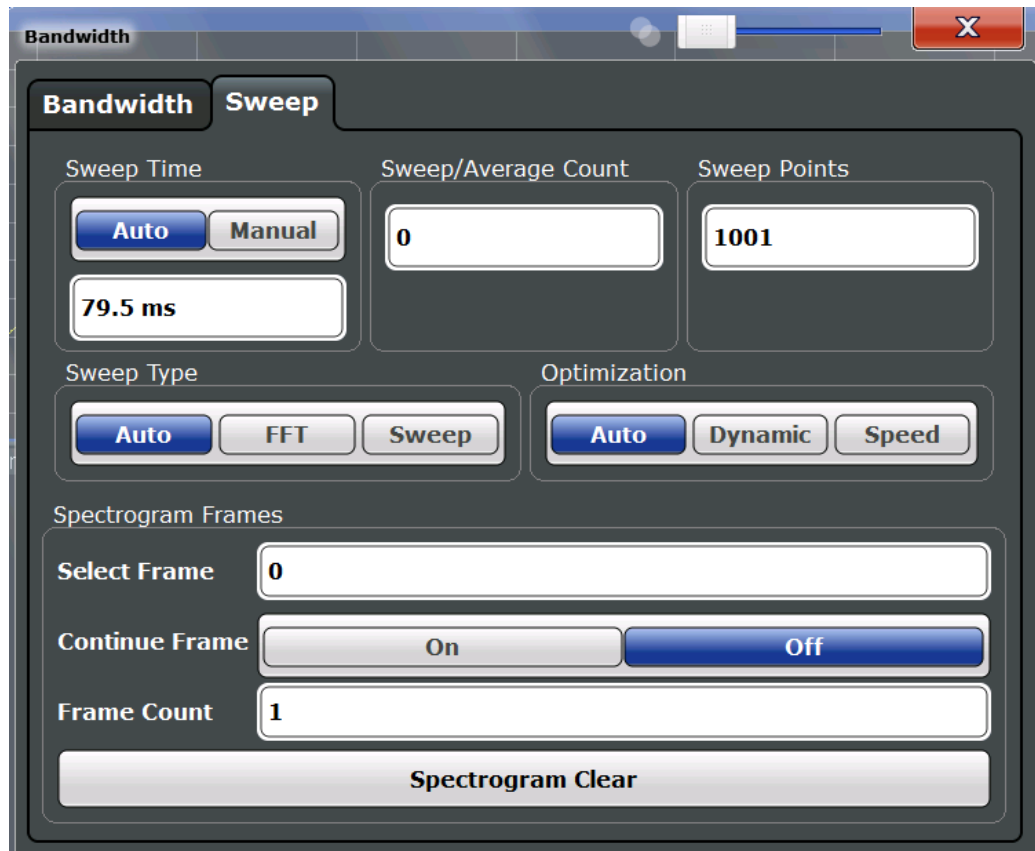 Bandwidth
X
Bandwidth Sweep
Sweep Time Sweep/Average Count Sweep Points
Auto Manual 0 1001
79.5 ms
Sweep Type Optimization
Auto FFT Sweep Auto Dynamic Speed
Spectrogram Frames
Select Frame 0
Continue Frame On Off
Frame Count 1
Spectrogram Clear